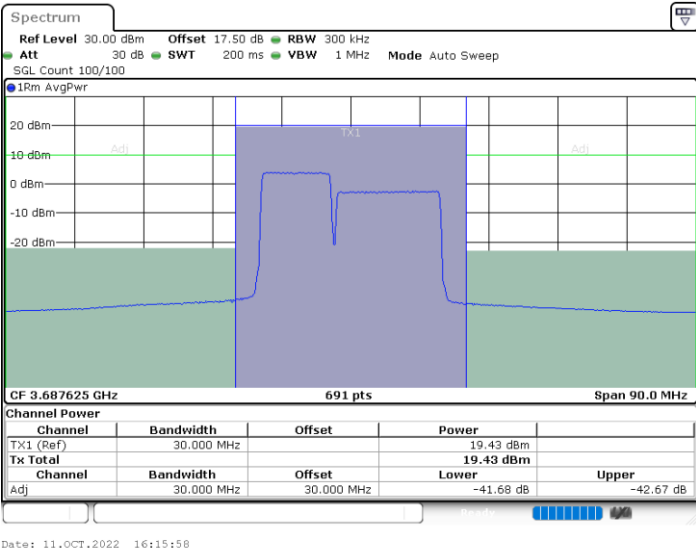 Spectrum
Ref Level 30.00 dBm Offset 17.50 dB RBW 300 kHz
Att 30 dB SWT 200 ms VBW 1 MHz Mode Auto Sweep
SGL Count 100/100
1Rm AvgPwr
20 dBm
TX1
Adj
Adj
10 dBm
0 dBm
-10 dBm
-20 dBm
CF 3.687625 GHz 691 pts Span 90.0 MHz
Channel Power
Channel Bandwidth Offset Power
TX1 (Ref) 30.000 MHz 19.43 dBm
Tx Total 19.43 dBm
Channel Bandwidth Offset Lower Upper
Adj 30.000 MHz 30.000 MHz -41.68 dB -42.67 dB
Ready
Date: 11.OCT.2022 16:15:58